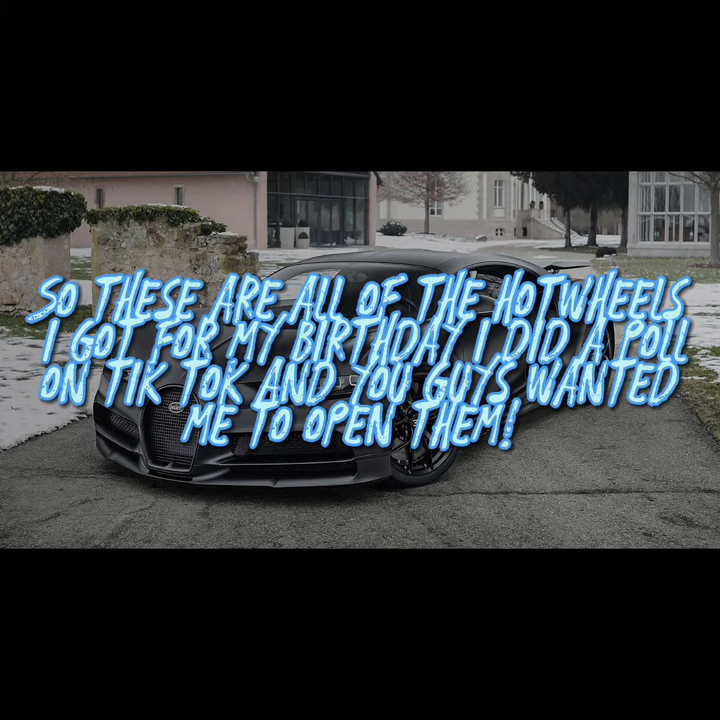 SO THESE ARE ALL OF THE HOTWHEELS
I GOT FOR MY BIRTHDAY I DID A POLL
ON TIK TOK AND YOU GUYS WANTED
ME TO OPEN THEM!